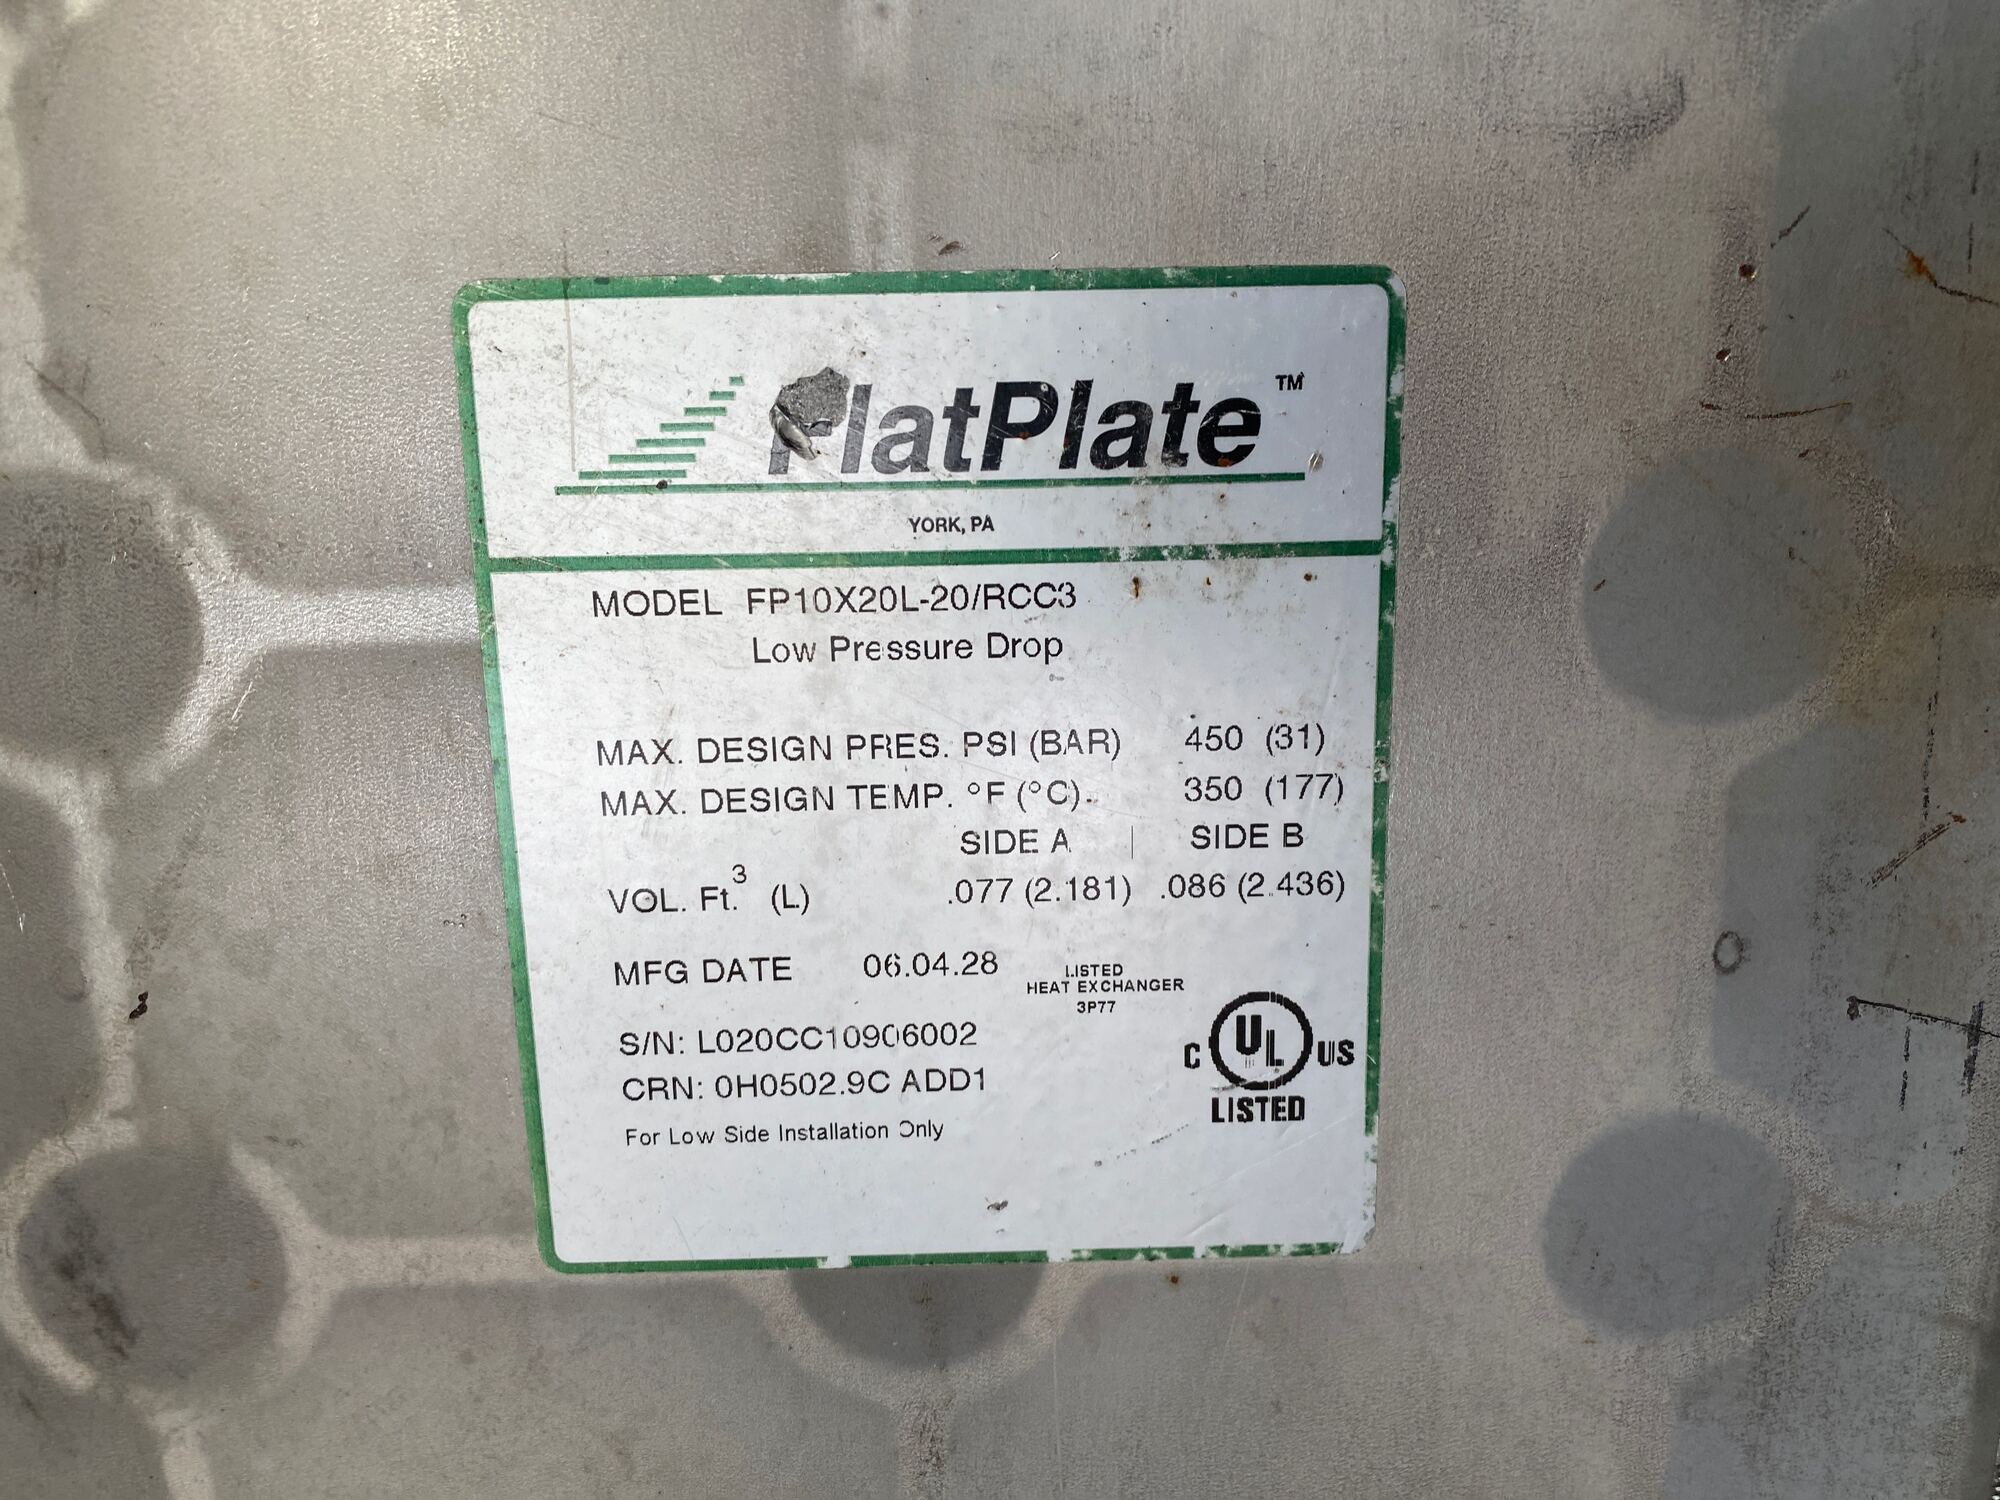 FlatPlate™
YORK, PA
MODEL FP10X20L-20/RCC3
Low Pressure Drop
MAX. DESIGN PRES. PSI (BAR) 450 (31)
MAX. DESIGN TEMP. °F (°C). 350 (177)
SIDE A | SIDE B
VOL. Ft.³ (L) .077 (2.181) .086 (2.436)
MFG DATE 06.04.28
LISTED
HEAT EXCHANGER
3P77
S/N: L020CC10906002
CRN: 0H0502.9C ADD1
For Low Side Installation Only
C UL US
LISTED